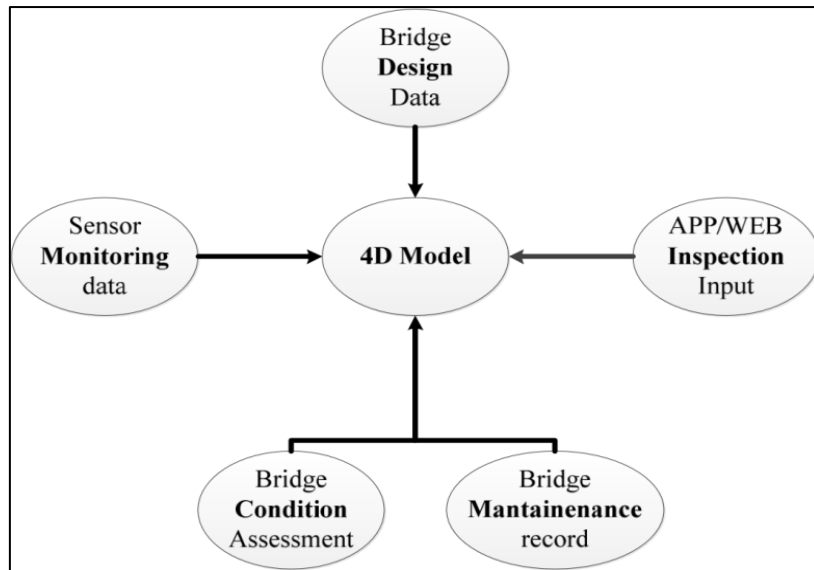 Bridge
Design
Data
Sensor
Monitoring
data
4D Model
APP/WEB
Inspection
Input
Bridge
Condition
Assessment
Bridge
Mantainenance
record